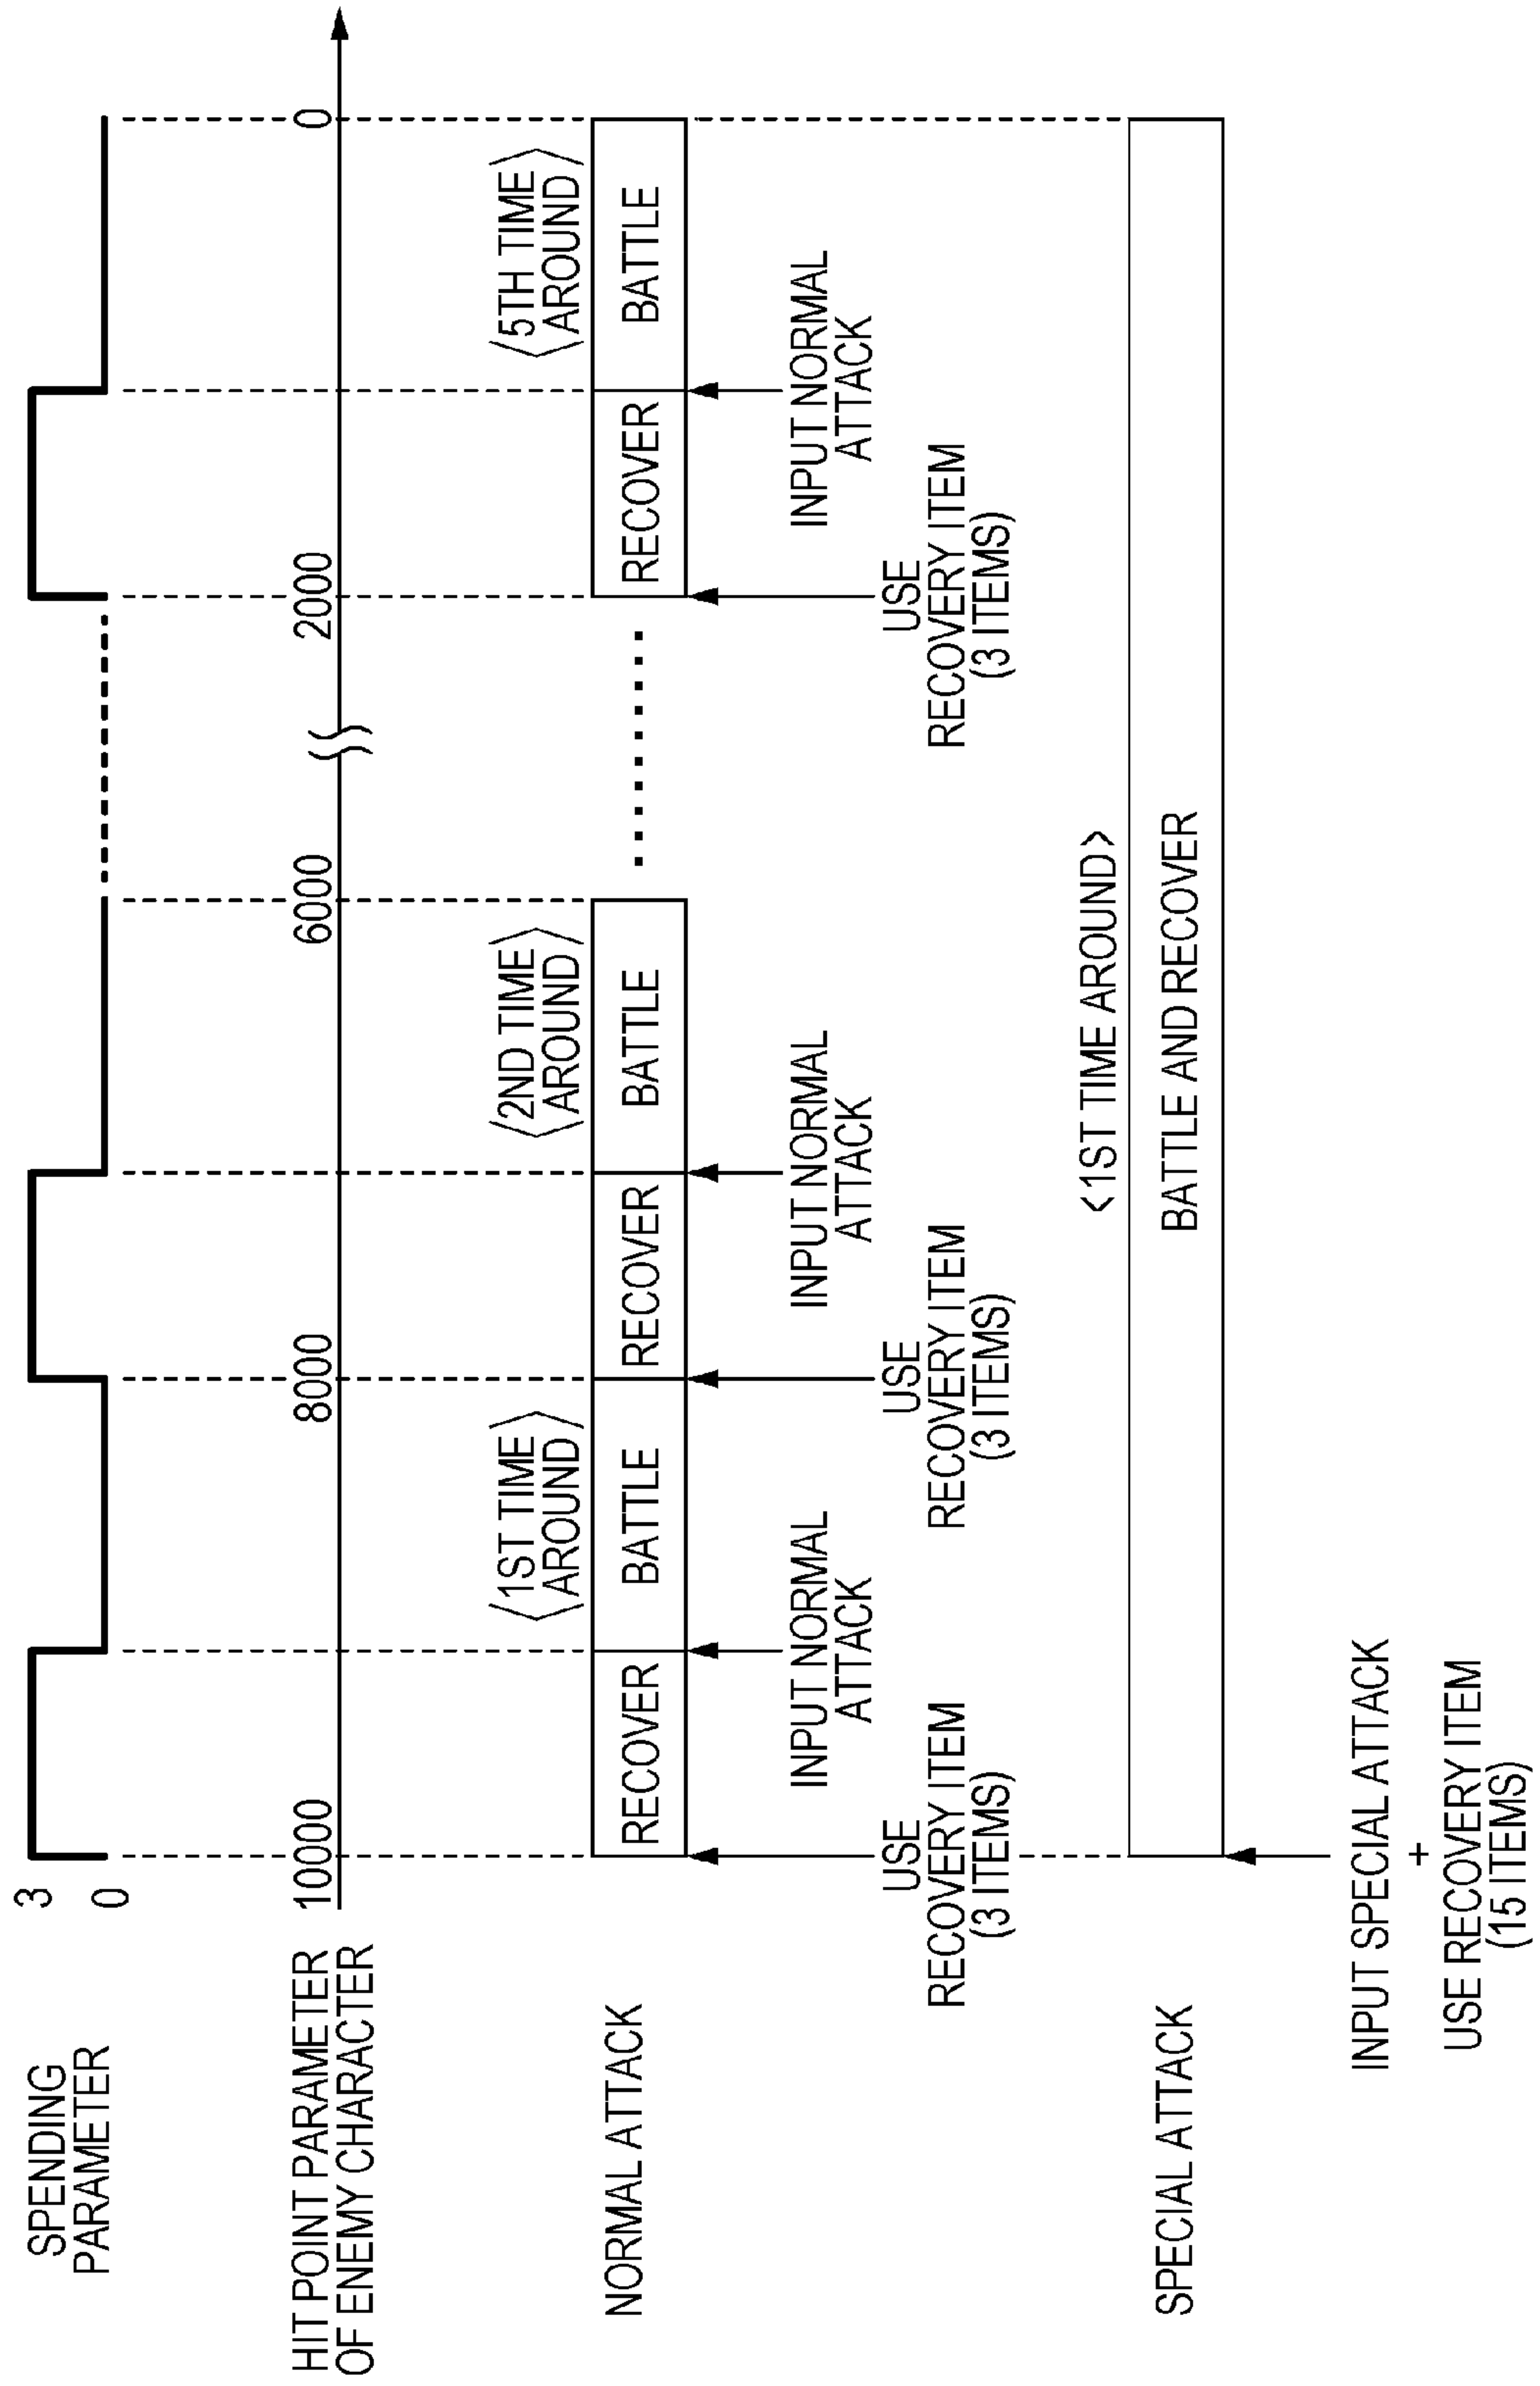 SPENDING
PARAMETER
3
0
HIT POINT PARAMETER
OF ENEMY CHARACTER
10000
8000
6000
2000
0
NORMAL ATTACK
<1ST TIME
AROUND>
<2ND TIME
AROUND>
<5TH TIME
AROUND>
RECOVER
BATTLE
RECOVER
BATTLE
RECOVER
BATTLE
INPUT NORMAL
ATTACK
INPUT NORMAL
ATTACK
INPUT NORMAL
ATTACK
USE
RECOVERY ITEM
(3 ITEMS)
USE
RECOVERY ITEM
(3 ITEMS)
USE
RECOVERY ITEM
(3 ITEMS)
<1ST TIME AROUND>
SPECIAL ATTACK
BATTLE AND RECOVER
INPUT SPECIAL ATTACK
+
USE RECOVERY ITEM
(15 ITEMS)